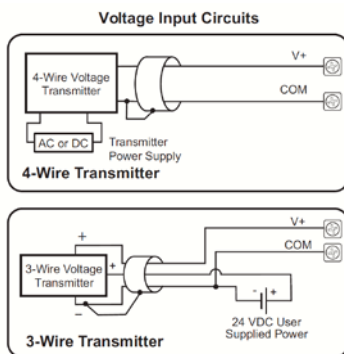 Voltage Input Circuits
V+
4-Wire Voltage
Transmitter
COM
AC or DC
Transmitter
Power Supply
4-Wire Transmitter
V+
+
COM
3-Wire Voltage
Transmitter
+
–
- +
24 VDC User
Supplied Power
3-Wire Transmitter